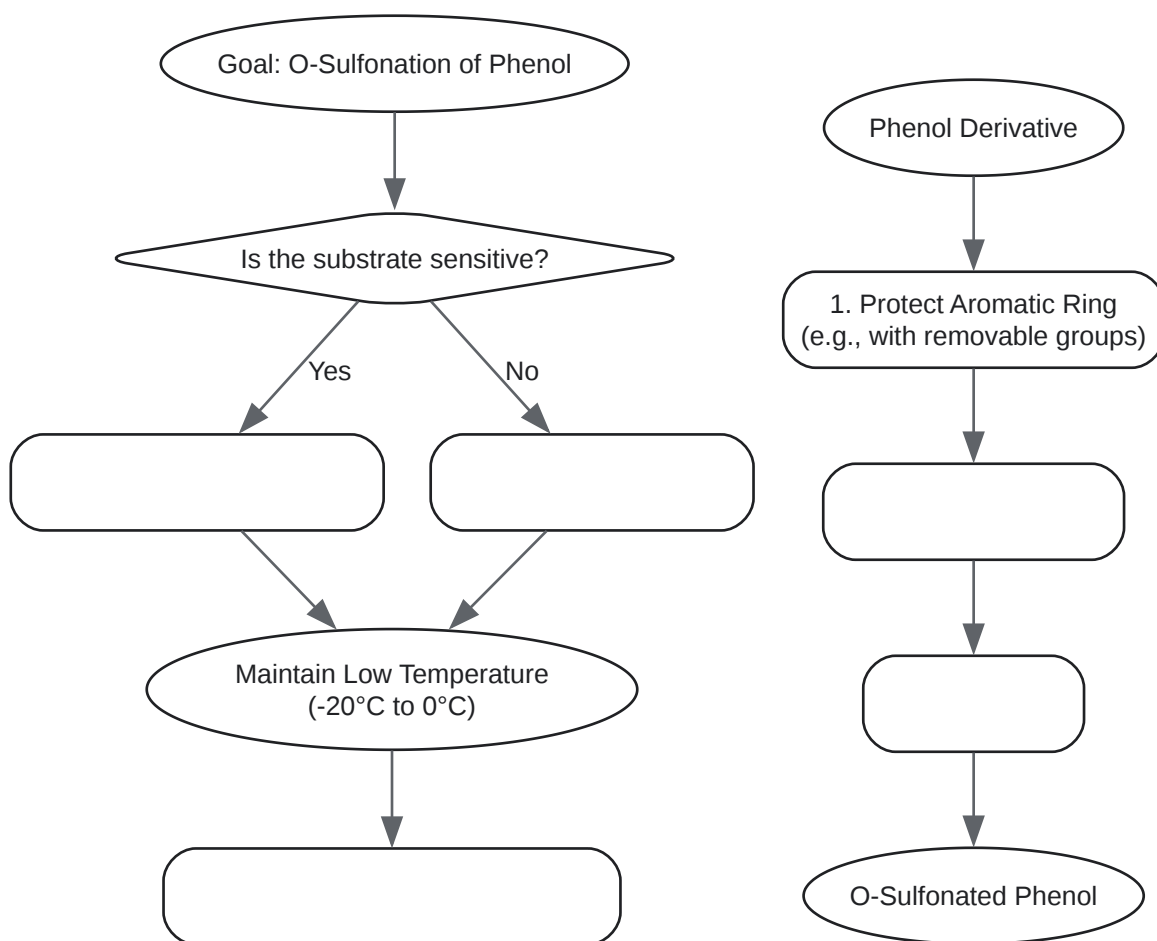 Goal: O-Sulfonation of Phenol
Is the substrate sensitive?
Yes
No
Maintain Low Temperature
(-20°C to 0°C)
Phenol Derivative
1. Protect Aromatic Ring
(e.g., with removable groups)
O-Sulfonated Phenol